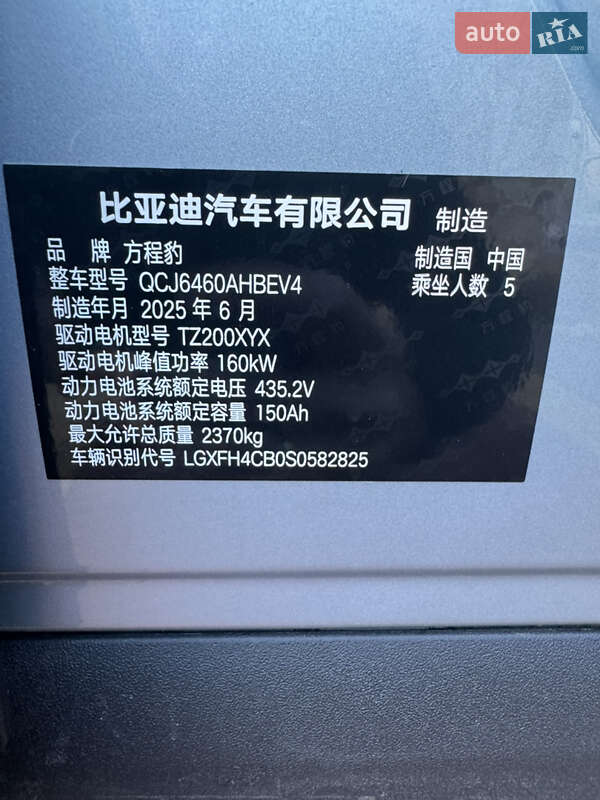 auto RIA .com
比亚迪汽车有限公司 制造
品 牌 方程豹 制造国 中国
整车型号 QCJ6460AHBEV4 乘坐人数 5
制造年月 2025 年 6 月
驱动电机型号 TZ200XYX
驱动电机峰值功率 160kW
动力电池系统额定电压 435.2V
动力电池系统额定容量 150Ah
最大允许总质量 2370kg
车辆识别代号 LGXFH4CB0S0582825